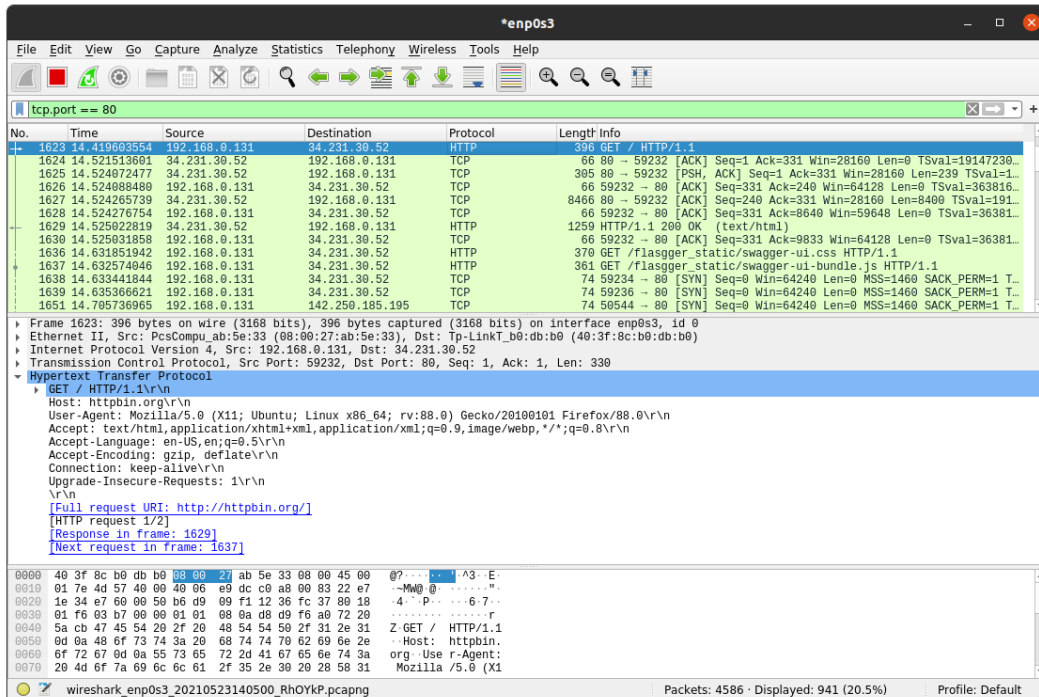 *enp0s3
File Edit View Go Capture Analyze Statistics Telephony Wireless Tools Help
tcp.port == 80
No. Time Source Destination Protocol Length Info
1623 14.419603554 192.168.0.131 34.231.30.52 HTTP 396 GET / HTTP/1.1
1624 14.521513601 34.231.30.52 192.168.0.131 TCP 66 80 → 59232 [ACK] Seq=1 Ack=331 Win=28160 Len=0 TSval=19147230…
1625 14.524072477 34.231.30.52 192.168.0.131 TCP 305 80 → 59232 [PSH, ACK] Seq=1 Ack=331 Win=28160 Len=239 TSval=1…
1626 14.524088480 192.168.0.131 34.231.30.52 TCP 66 59232 → 80 [ACK] Seq=331 Ack=240 Win=64128 Len=0 TSval=363816…
1627 14.524265739 34.231.30.52 192.168.0.131 TCP 8466 80 → 59232 [ACK] Seq=240 Ack=331 Win=28160 Len=8400 TSval=191…
1628 14.524276754 192.168.0.131 34.231.30.52 TCP 66 59232 → 80 [ACK] Seq=331 Ack=8640 Win=59648 Len=0 TSval=36381…
1629 14.525022819 34.231.30.52 192.168.0.131 HTTP 1259 HTTP/1.1 200 OK (text/html)
1630 14.525031858 192.168.0.131 34.231.30.52 TCP 66 59232 → 80 [ACK] Seq=331 Ack=9833 Win=64128 Len=0 TSval=36381…
1636 14.631851942 192.168.0.131 34.231.30.52 HTTP 370 GET /flasgger_static/swagger-ui.css HTTP/1.1
1637 14.632574046 192.168.0.131 34.231.30.52 HTTP 361 GET /flasgger_static/swagger-ui-bundle.js HTTP/1.1
1638 14.633441844 192.168.0.131 34.231.30.52 TCP 74 59234 → 80 [SYN] Seq=0 Win=64240 Len=0 MSS=1460 SACK_PERM=1 T…
1639 14.635366621 192.168.0.131 34.231.30.52 TCP 74 59236 → 80 [SYN] Seq=0 Win=64240 Len=0 MSS=1460 SACK_PERM=1 T…
1651 14.705736965 192.168.0.131 142.250.185.195 TCP 74 50544 → 80 [SYN] Seq=0 Win=64240 Len=0 MSS=1460 SACK_PERM=1 T…
Frame 1623: 396 bytes on wire (3168 bits), 396 bytes captured (3168 bits) on interface enp0s3, id 0
Ethernet II, Src: PcsCompu_ab:5e:33 (08:00:27:ab:5e:33), Dst: Tp-LinkT_b0:db:b0 (40:3f:8c:b0:db:b0)
Internet Protocol Version 4, Src: 192.168.0.131, Dst: 34.231.30.52
Transmission Control Protocol, Src Port: 59232, Dst Port: 80, Seq: 1, Ack: 1, Len: 330
Hypertext Transfer Protocol
GET / HTTP/1.1\r\n
Host: httpbin.org\r\n
User-Agent: Mozilla/5.0 (X11; Ubuntu; Linux x86_64; rv:88.0) Gecko/20100101 Firefox/88.0\r\n
Accept: text/html,application/xhtml+xml,application/xml;q=0.9,image/webp,*/*;q=0.8\r\n
Accept-Language: en-US,en;q=0.5\r\n
Accept-Encoding: gzip, deflate\r\n
Connection: keep-alive\r\n
Upgrade-Insecure-Requests: 1\r\n
\r\n
[Full request URI: http://httpbin.org/]
[HTTP request 1/2]
[Response in frame: 1629]
[Next request in frame: 1637]
0000 40 3f 8c b0 db b0 08 00 27 ab 5e 33 08 00 45 00 @?······ '·^3··E·
0010 01 7e 4d 57 40 00 40 06 e9 dc c0 a8 00 83 22 e7 ·~MW@·@· ······"·
0020 1e 34 e7 60 00 50 b6 d9 09 f1 12 36 fc 37 80 18 ·4·`·P·· ···6·7··
0030 01 f6 03 b7 00 00 01 01 08 0a d8 d9 f6 a0 72 20 ········ ······r
0040 5a cb 47 45 54 20 2f 20 48 54 54 50 2f 31 2e 31 Z·GET / HTTP/1.1
0050 0d 0a 48 6f 73 74 3a 20 68 74 74 70 62 69 6e 2e ··Host: httpbin.
0060 6f 72 67 0d 0a 55 73 65 72 2d 41 67 65 6e 74 3a org··Use r-Agent:
0070 20 4d 6f 7a 69 6c 6c 61 2f 35 2e 30 20 28 58 31 Mozilla /5.0 (X1
wireshark_enp0s3_20210523140500_RhOYkP.pcapng Packets: 4586 · Displayed: 941 (20.5%) Profile: Default